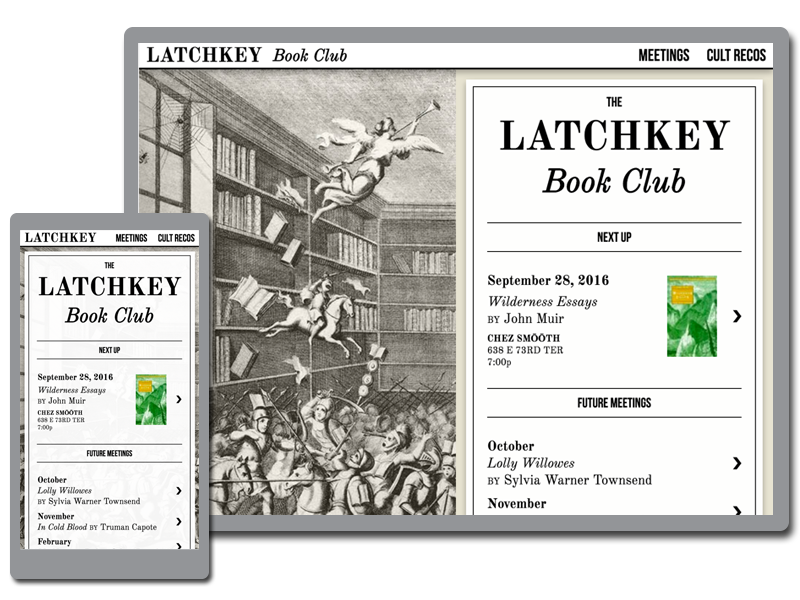 LATCHKEY Book Club
MEETINGS CULT RECOS
THE
LATCHKEY
Book Club
NEXT UP
September 28, 2016
Wilderness Essays
BY John Muir
CHEZ SMÖÖTH
638 E 73RD TER
7:00p
FUTURE MEETINGS
October
Lolly Willowes
BY Sylvia Warner Townsend
November
LATCHKEY MEETINGS CULT RECOS
THE
LATCHKEY
Book Club
NEXT UP
September 28, 2016
Wilderness Essays
BY John Muir
CHEZ SMÖÖTH
638 E 73RD TER
7:00p
FUTURE MEETINGS
October
Lolly Willowes
BY Sylvia Warner Townsend
November
In Cold Blood BY Truman Capote
February